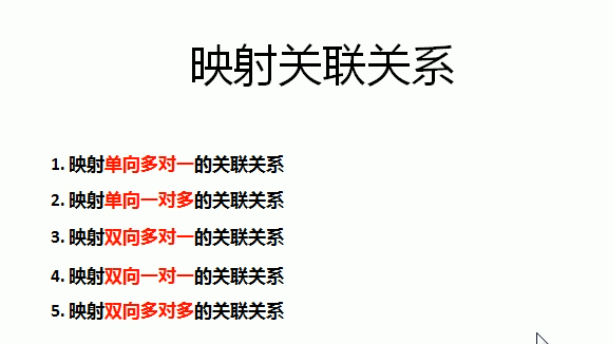 映射关联关系
1. 映射单向多对一的关联关系
2. 映射单向一对多的关联关系
3. 映射双向多对一的关联关系
4. 映射双向一对一的关联关系
5. 映射双向多对多的关联关系